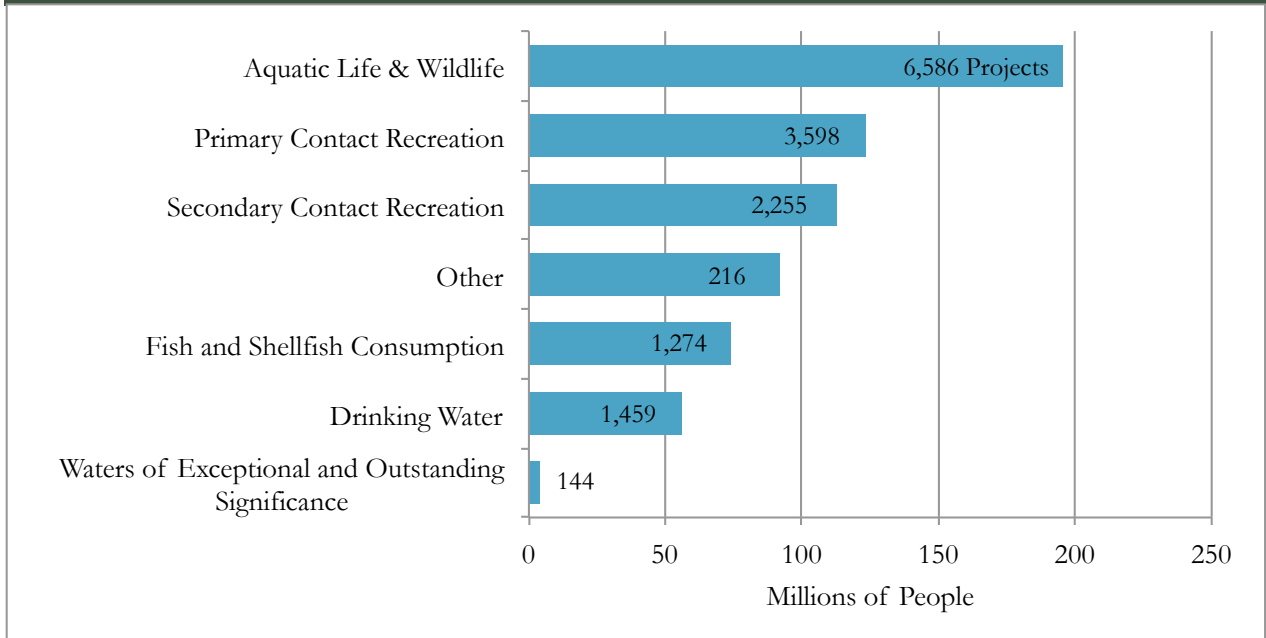 Aquatic Life & Wildlife
6,586 Projects
Primary Contact Recreation
3,598
Secondary Contact Recreation
2,255
Other
216
Fish and Shellfish Consumption
1,274
Drinking Water
1,459
Waters of Exceptional and Outstanding
Significance
144
0 50 100 150 200 250
Millions of People